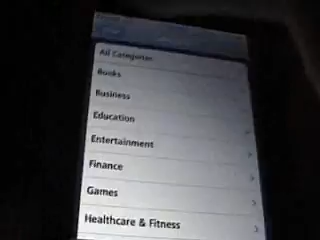 All Categories
Books
Business
Education
Entertainment
Finance
Games
Healthcare & Fitness